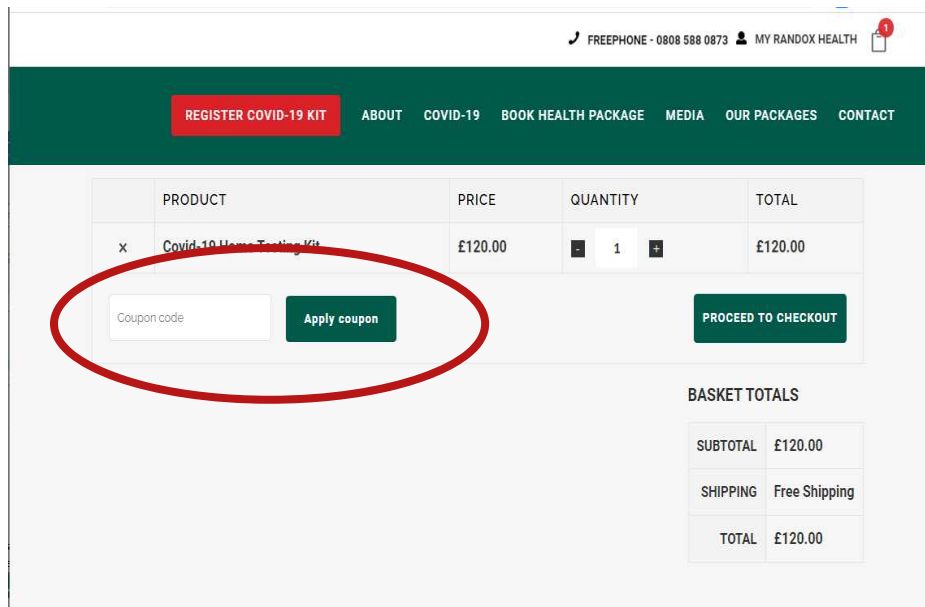 FREEPHONE - 0808 588 0873 MY RANDOX HEALTH 1
REGISTER COVID-19 KIT ABOUT COVID-19 BOOK HEALTH PACKAGE MEDIA OUR PACKAGES CONTACT
PRODUCT PRICE QUANTITY TOTAL
x Covid-19 Home Testing Kit £120.00 - 1 + £120.00
Coupon code Apply coupon PROCEED TO CHECKOUT
BASKET TOTALS
SUBTOTAL £120.00
SHIPPING Free Shipping
TOTAL £120.00